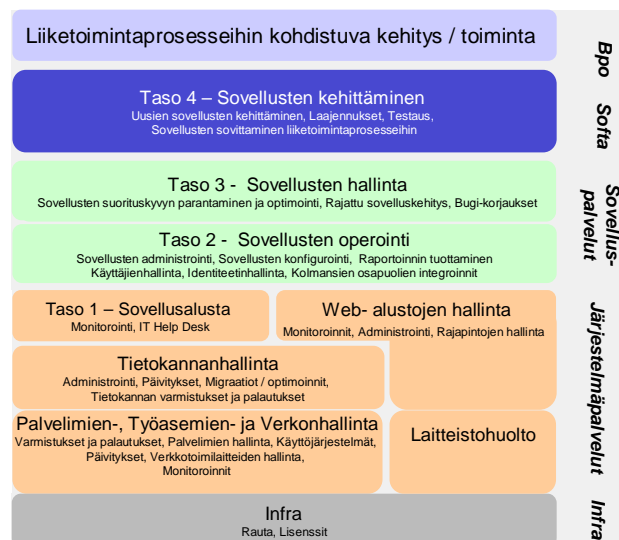 Liiketoimintaprosesseihin kohdistuva kehitys / toiminta
Bpo
Taso 4 – Sovellusten kehittäminen
Uusien sovellusten kehittäminen, Laajennukset, Testaus,
Sovellusten sovittaminen liiketoimintaprosesseihin
Softa
Taso 3 - Sovellusten hallinta
Sovellusten suorituskyvyn parantaminen ja optimointi, Rajattu sovelluskehitys, Bugi-korjaukset
Taso 2 - Sovellusten operointi
Sovellusten administrointi, Sovellusten konfigurointi, Raportoinnin tuottaminen
Käyttäjienhallinta, Identiteetinhallinta, Kolmansien osapuolien integroinnit
Sovellus-
palvelut
Taso 1 – Sovellusalusta
Monitorointi, IT Help Desk
Web- alustojen hallinta
Monitoroinnit, Administrointi, Rajapintojen hallinta
Tietokannanhallinta
Administrointi, Päivitykset, Migraatiot / optimoinnit,
Tietokannan varmistukset ja palautukset
Palvelimien-, Työasemien- ja Verkonhallinta
Varmistukset ja palautukset, Palvelimien hallinta, Käyttöjärjestelmät,
Päivitykset, Verkkotoimilaitteiden hallinta,
Monitoroinnit
Laitteistohuolto
Järjestelmäpalvelut
Infra
Rauta, Lisenssit
Infra